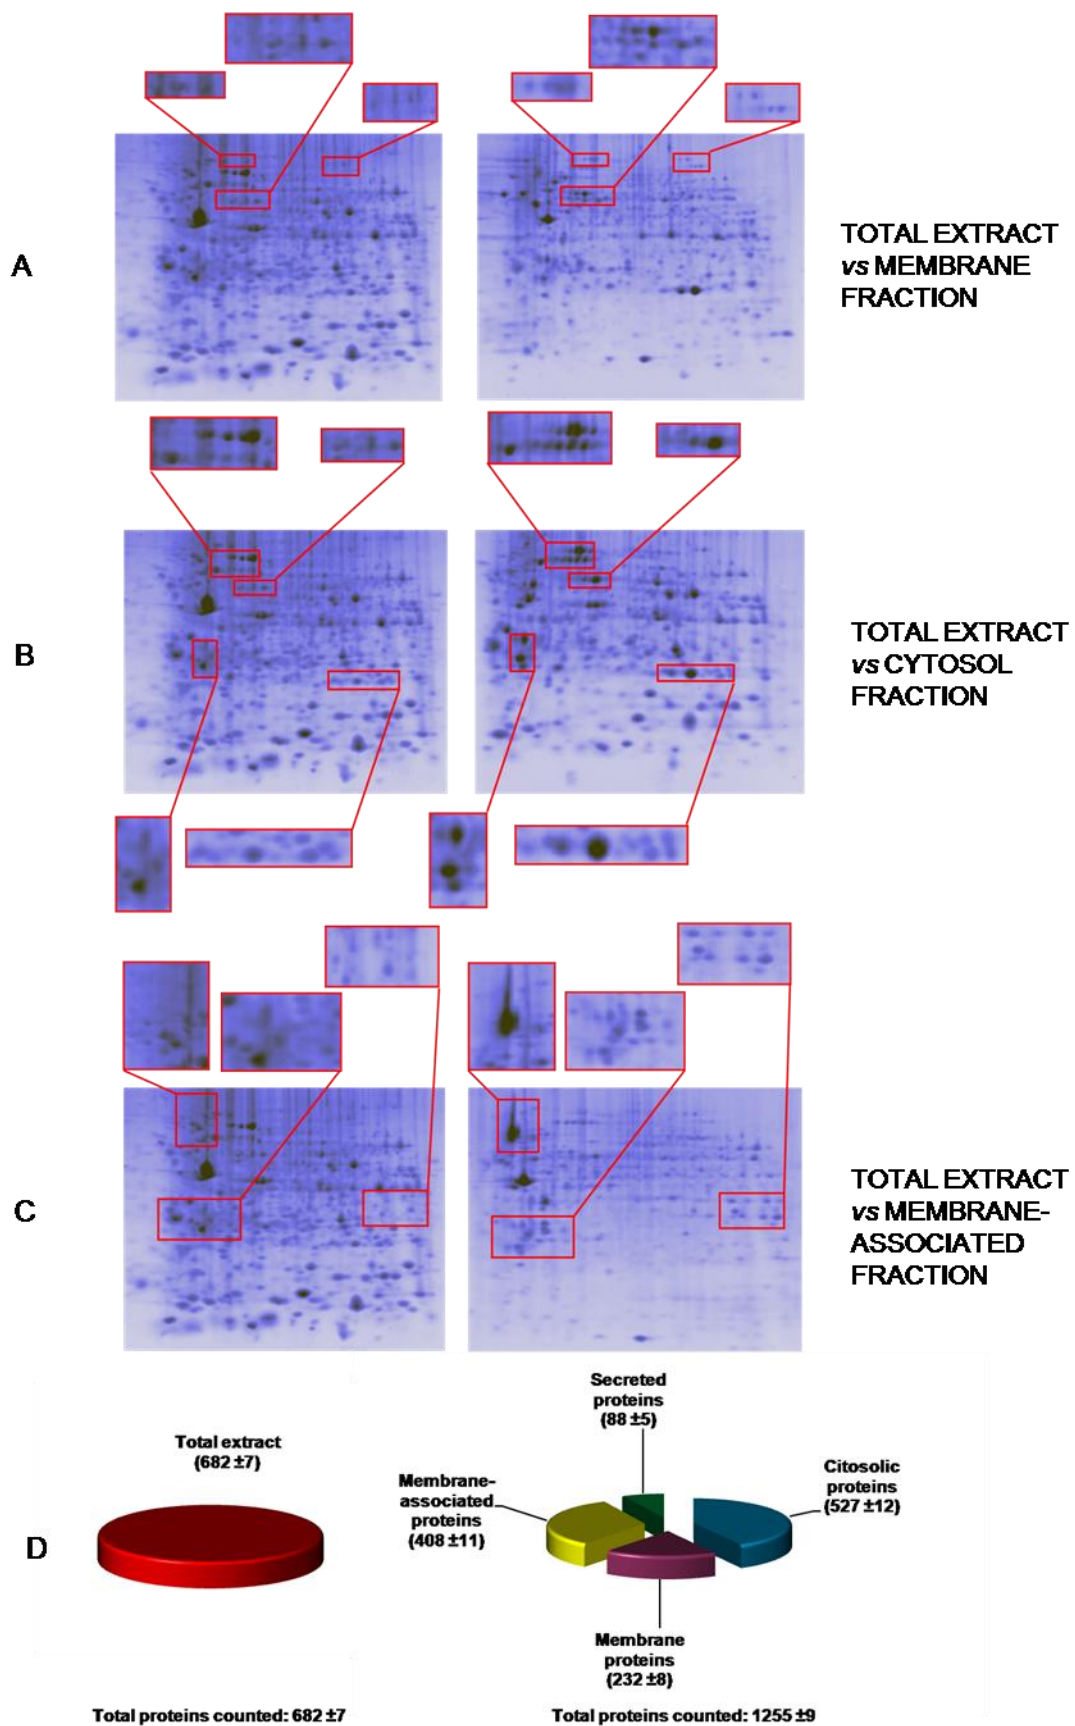 A
TOTAL EXTRACT
vs MEMBRANE
FRACTION
B
TOTAL EXTRACT
vs CYTOSOL
FRACTION
C
TOTAL EXTRACT
vs MEMBRANE-
ASSOCIATED
FRACTION
D
Total extract
(682 ±7)
Secreted
proteins
(88 ±5)
Membrane-
associated
proteins
(408 ±11)
Citosolic
proteins
(527 ±12)
Membrane
proteins
(232 ±8)
Total proteins counted: 682 ±7
Total proteins counted: 1255 ±9